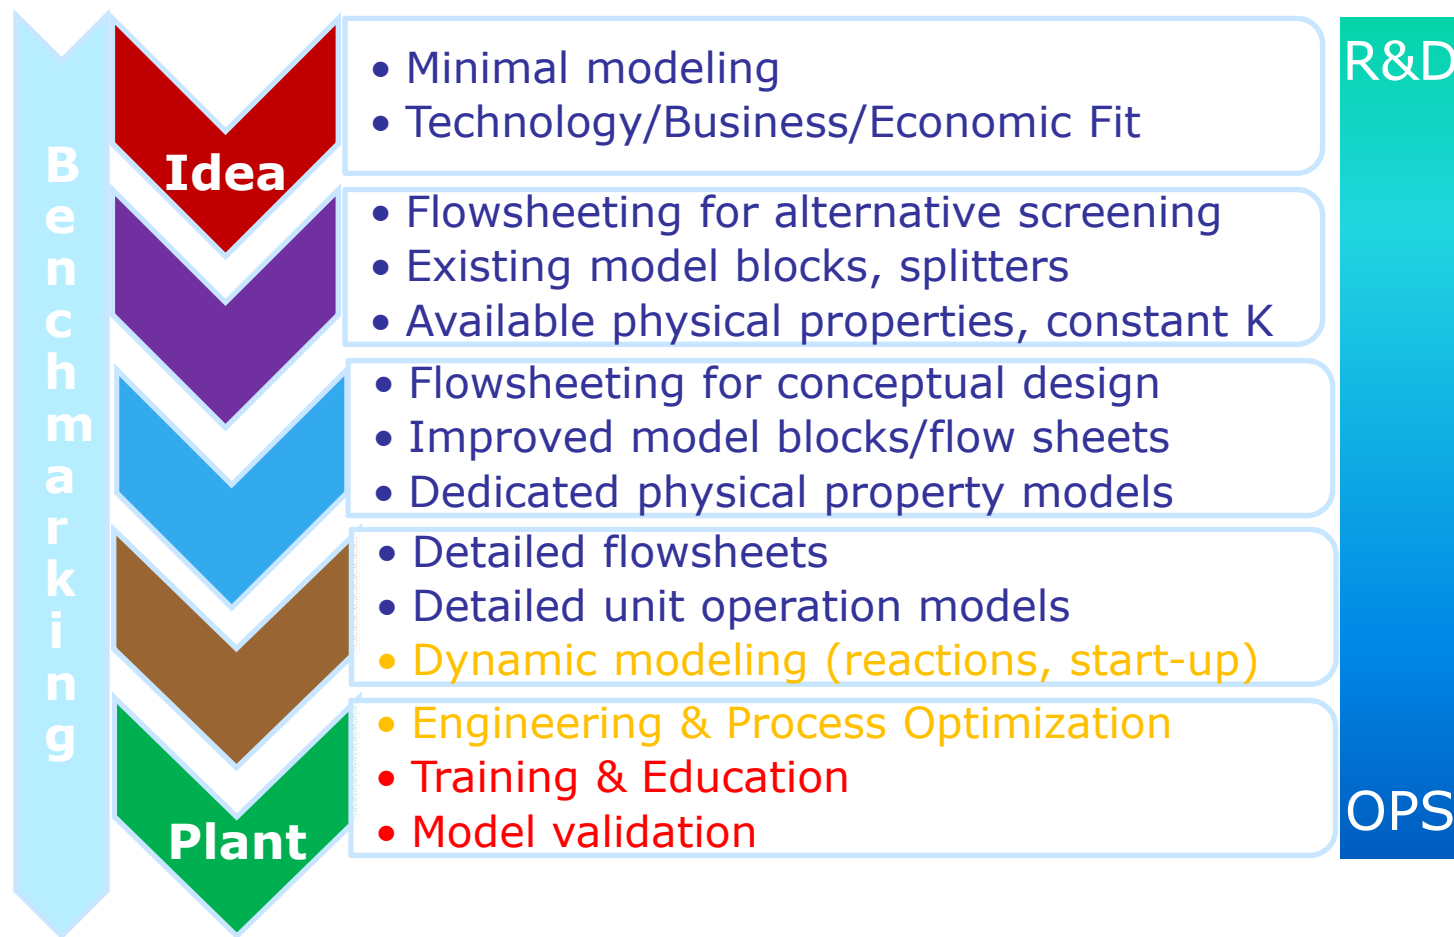 Benchmarking
Idea
• Minimal modeling
• Technology/Business/Economic Fit
R&D
• Flowsheeting for alternative screening
• Existing model blocks, splitters
• Available physical properties, constant K
• Flowsheeting for conceptual design
• Improved model blocks/flow sheets
• Dedicated physical property models
• Detailed flowsheets
• Detailed unit operation models
• Dynamic modeling (reactions, start-up)
Plant
• Engineering & Process Optimization
• Training & Education
• Model validation
OPS